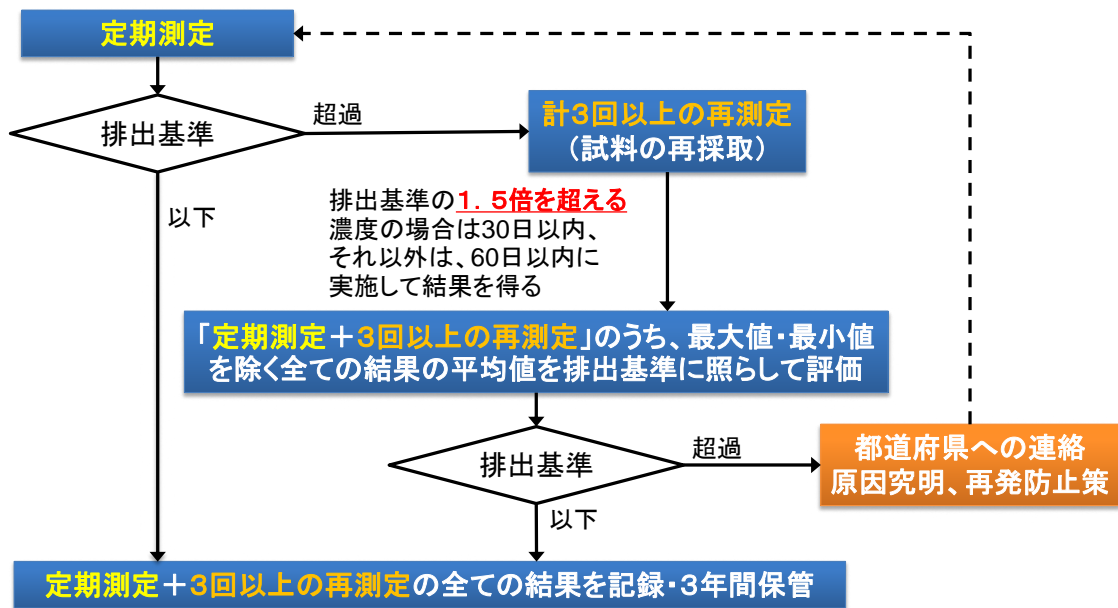 定期測定
排出基準
超過
計3回以上の再測定
(試料の再採取)
以下
排出基準の1.5倍を超える
濃度の場合は30日以内、
それ以外は、60日以内に
実施して結果を得る
「定期測定+3回以上の再測定」のうち、最大値・最小値
を除く全ての結果の平均値を排出基準に照らして評価
排出基準
超過
都道府県への連絡
原因究明、再発防止策
以下
定期測定+3回以上の再測定の全ての結果を記録・3年間保管